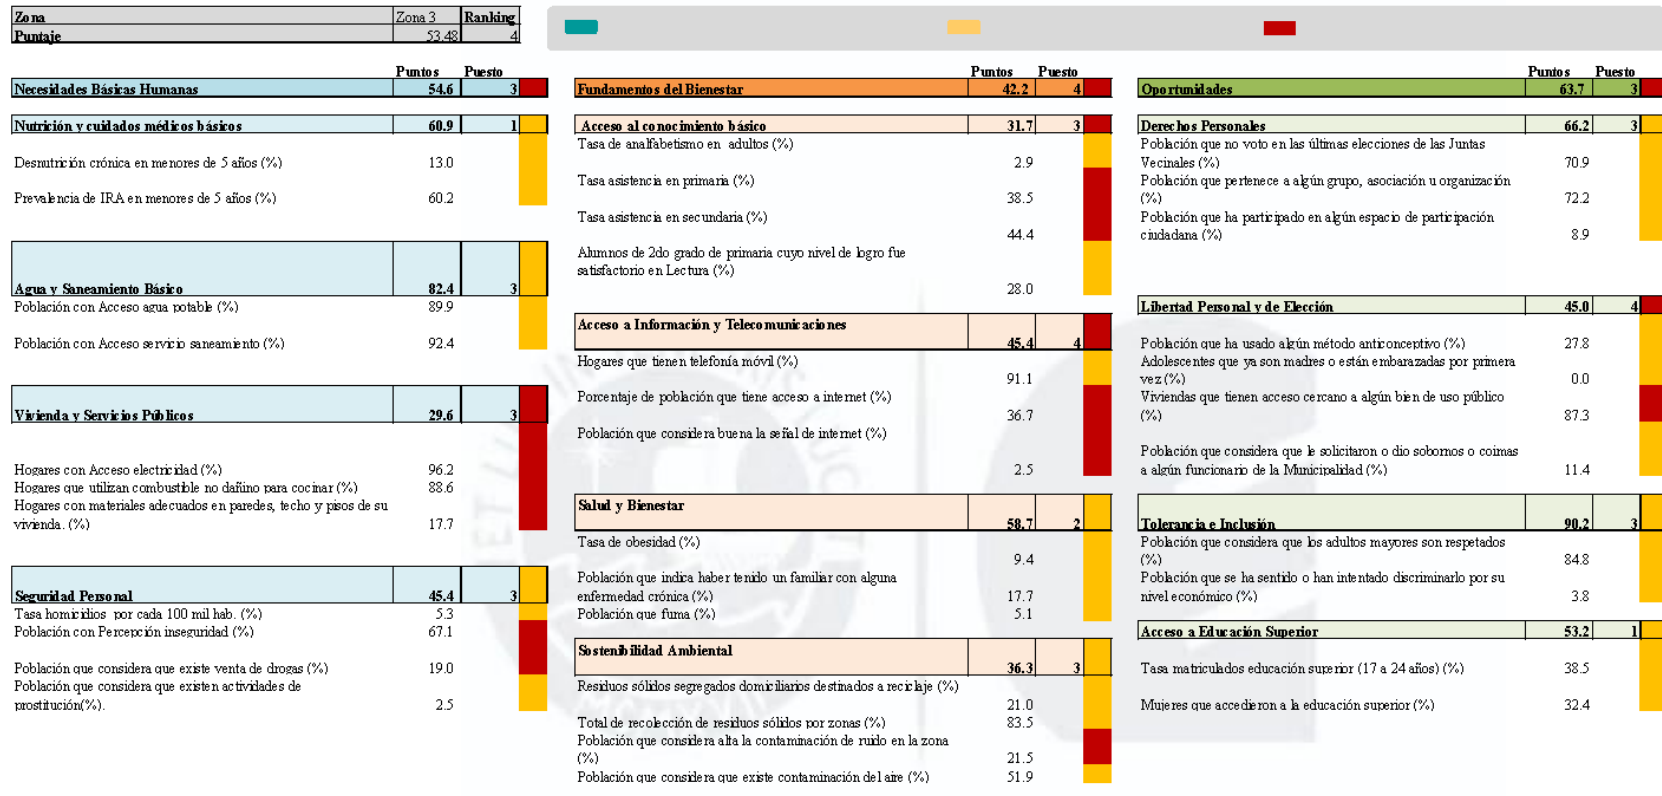 Zona Zona 3 Ranking
Puntaje 53.48 4
Puntos Puesto
Necesidades Básicas Humanas 54.6 3
Nutrición y cuidados médicos básicos 60.9 1
Desnutrición crónica en menores de 5 años (%) 13.0
Prevalencia de IRA en menores de 5 años (%) 60.2
Agua y Saneamiento Básico 82.4 3
Población con Acceso agua potable (%) 89.9
Población con Acceso servicio saneamiento (%) 92.4
Vivienda y Servicios Públicos 29.6 3
Hogares con Acceso electricidad (%) 96.2
Hogares que utilizan combustible no dañino para cocinar (%) 88.6
Hogares con materiales adecuados en paredes, techo y pisos de su
vivienda. (%) 17.7
Seguridad Personal 45.4 3
Tasa homicidios por cada 100 mil hab. (%) 5.3
Población con Percepción inseguridad (%) 67.1
Población que considera que existe venta de drogas (%) 19.0
Población que considera que existen actividades de
prostitución(%). 2.5
Puntos Puesto
Fundamentos del Bienestar 42.2 4
Acceso al conocimiento básico 31.7 3
Tasa de analfabetismo en adultos (%)
2.9
Tasa asistencia en primaria (%)
38.5
Tasa asistencia en secundaria (%)
44.4
Alumnos de 2do grado de primaria cuyo nivel de logro fue
satisfactorio en Lectura (%)
28.0
Acceso a Información y Telecomunicaciones
45.4 4
Hogares que tienen telefonía móvil (%)
91.1
Porcentaje de población que tiene acceso a internet (%)
36.7
Población que considera buena la señal de internet (%)
2.5
Salud y Bienestar
58.7 2
Tasa de obesidad (%)
9.4
Población que indica haber tenido un familiar con alguna
enfermedad crónica (%) 17.7
Población que fuma (%) 5.1
Sostenibilidad Ambiental
36.3 3
Residuos sólidos segregados domiciliarios destinados a reciclaje (%)
21.0
Total de recolección de residuos sólidos por zonas (%) 83.5
Población que considera alta la contaminación de ruido en la zona
(%) 21.5
Población que considera que existe contaminación del aire (%) 51.9
Puntos Puesto
Oportunidades 63.7 3
Derechos Personales 66.2 3
Población que no voto en las últimas elecciones de las Juntas
Vecinales (%) 70.9
Población que pertenece a algún grupo, asociación u organización
(%) 72.2
Población que ha participado en algún espacio de participación
ciudadana (%) 8.9
Libertad Personal y de Elección 45.0 4
Población que ha usado algún método anticonceptivo (%) 27.8
Adolescentes que ya son madres o están embarazadas por primera
vez (%) 0.0
Viviendas que tienen acceso cercano a algún bien de uso público
(%) 87.3
Población que considera que le solicitaron o dio sobornos o coimas
a algún funcionario de la Municipalidad (%) 11.4
Tolerancia e Inclusión 90.2 3
Población que considera que los adultos mayores son respetados
(%) 84.8
Población que se ha sentido o han intentado discriminarlo por su
nivel económico (%) 3.8
Acceso a Educación Superior 53.2 1
Tasa matriculados educación superior (17 a 24 años) (%) 38.5
Mujeres que accedieron a la educación superior (%) 32.4